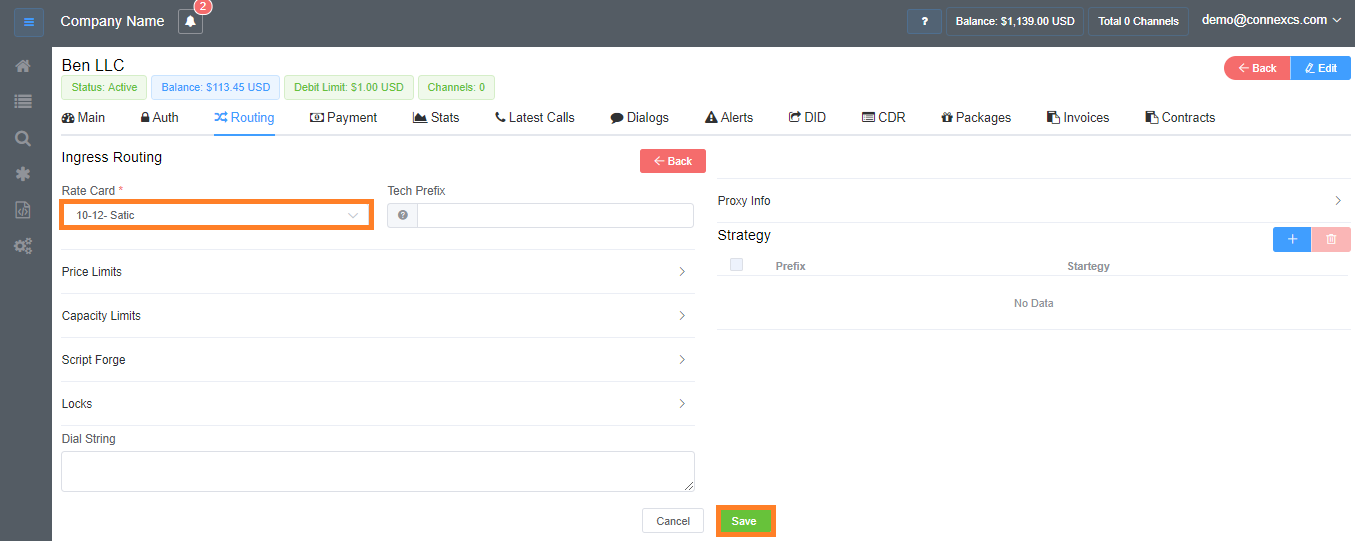 Company Name
2
?
Balance: $1,139.00 USD
Total 0 Channels
demo@connexcs.com
Ben LLC
Back
Edit
Status: Active
Balance: $113.45 USD
Debit Limit: $1.00 USD
Channels: 0
Main
Auth
Routing
Payment
Stats
Latest Calls
Dialogs
Alerts
DID
CDR
Packages
Invoices
Contracts
Ingress Routing
Back
Rate Card *
Tech Prefix
10-12- Satic
?
Price Limits
Capacity Limits
Script Forge
Locks
Dial String
Cancel
Proxy Info
Strategy
+
Prefix
Startegy
No Data
Save